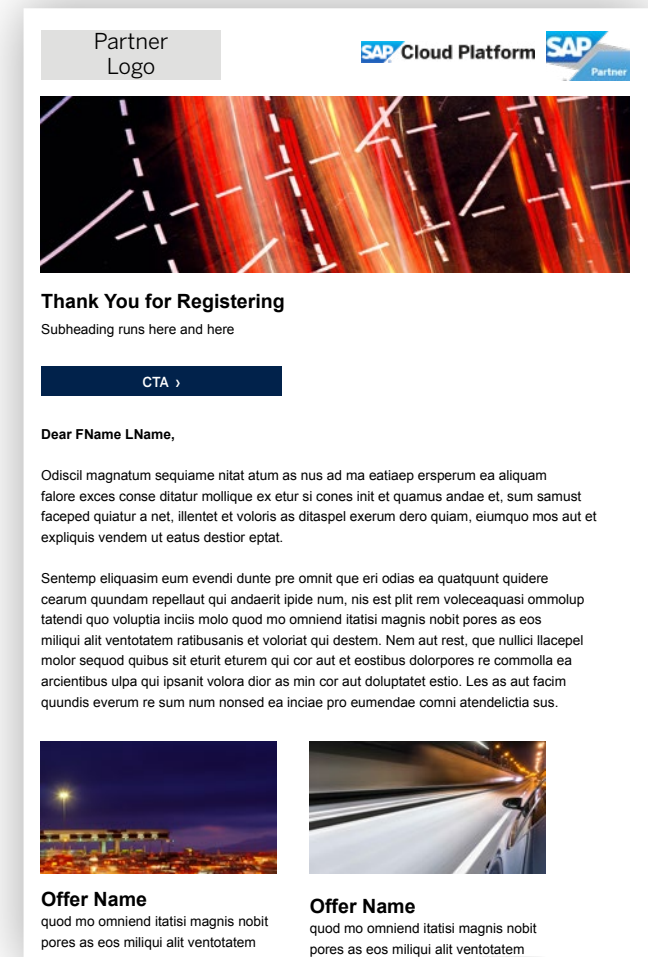 Partner
Logo
SAP Cloud Platform
SAP
Partner
Thank You for Registering
Subheading runs here and here
CTA ›
Dear FName LName,
Odiscil magnatum sequiame nitat atum as nus ad ma eatiaep ersperum ea aliquam
falore exces conse ditatur mollique ex etur si cones init et quamus andae et, sum samust
faceped quiatur a net, illentet et voloris as ditaspel exerum dero quiam, eiumquo mos aut et
expliquis vendem ut eatus destior eptat.
Sentemp eliquasim eum evendi dunte pre omnit que eri odias ea quatquunt quidere
cearum quundam repellaut qui andaerit ipide num, nis est plit rem voleceaquasi ommolup
tatendi quo voluptia inciis molo quod mo omniend itatisi magnis nobit pores as eos
miliqui alit ventotatem ratibusanis et voloriat qui destem. Nem aut rest, que nullici llacepel
molor sequod quibus sit eturit eturem qui cor aut et eostibus dolorpores re commolla ea
arcientibus ulpa qui ipsanit volora dior as min cor aut doluptatet estio. Les as aut facim
quundis everum re sum num nonsed ea inciae pro eumendae comni atendelictia sus.
Offer Name
quod mo omniend itatisi magnis nobit
pores as eos miliqui alit ventotatem
Offer Name
quod mo omniend itatisi magnis nobit
pores as eos miliqui alit ventotatem